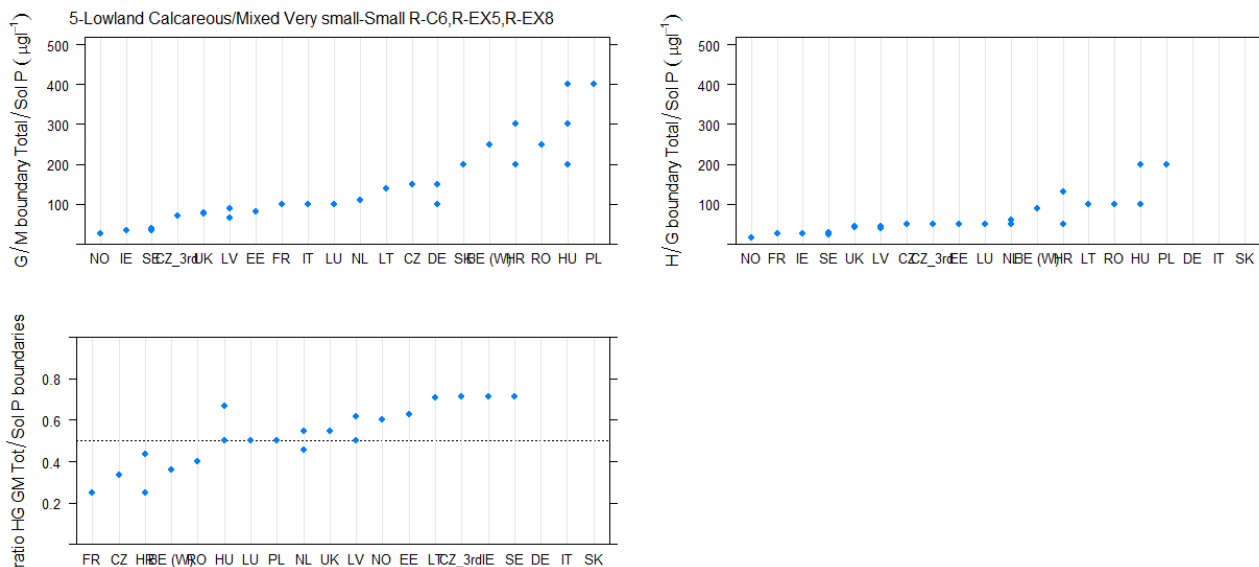 5-Lowland Calcareous/Mixed Very small-Small R-C6,R-EX5,R-EX8
G/M boundary Total/Sol P ( µgl⁻¹)
500
400
300
200
100
NO IE SE CZ_3rd UK LV EE FR IT LU NL LT CZ DE SK BE (W) HR RO HU PL
H/G boundary Total/Sol P ( µgl⁻¹)
500
400
300
200
100
NO FR IE SE UK LV CZ CZ_3rd EE LU NL BE (W) HR LT RO HU PL DE IT SK
ratio HG GM Tot/Sol P boundaries
0.8
0.6
0.4
0.2
FR CZ HR BE (W) RO HU LU PL NL UK LV NO EE LT CZ_3rd IE SE DE IT SK